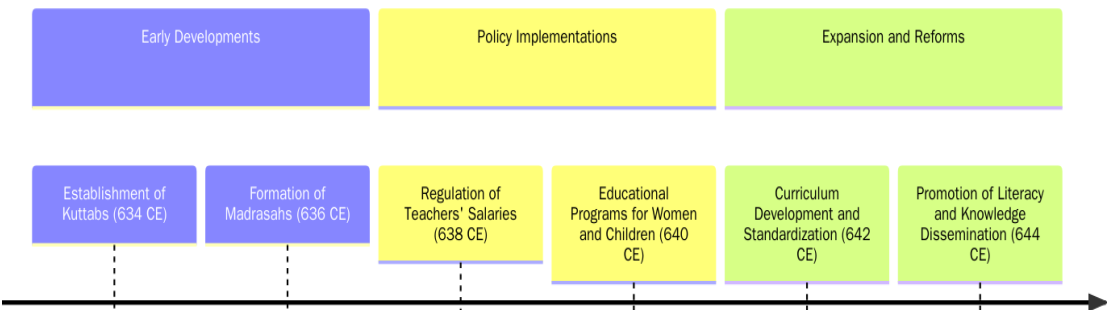 Early Developments
Policy Implementations
Expansion and Reforms
Establishment of
Kuttabs (634 CE)
Formation of
Madrasahs (636 CE)
Regulation of
Teachers' Salaries
(638 CE)
Educational
Programs for Women
and Children (640
CE)
Curriculum
Development and
Standardization (642
CE)
Promotion of Literacy
and Knowledge
Dissemination (644
CE)